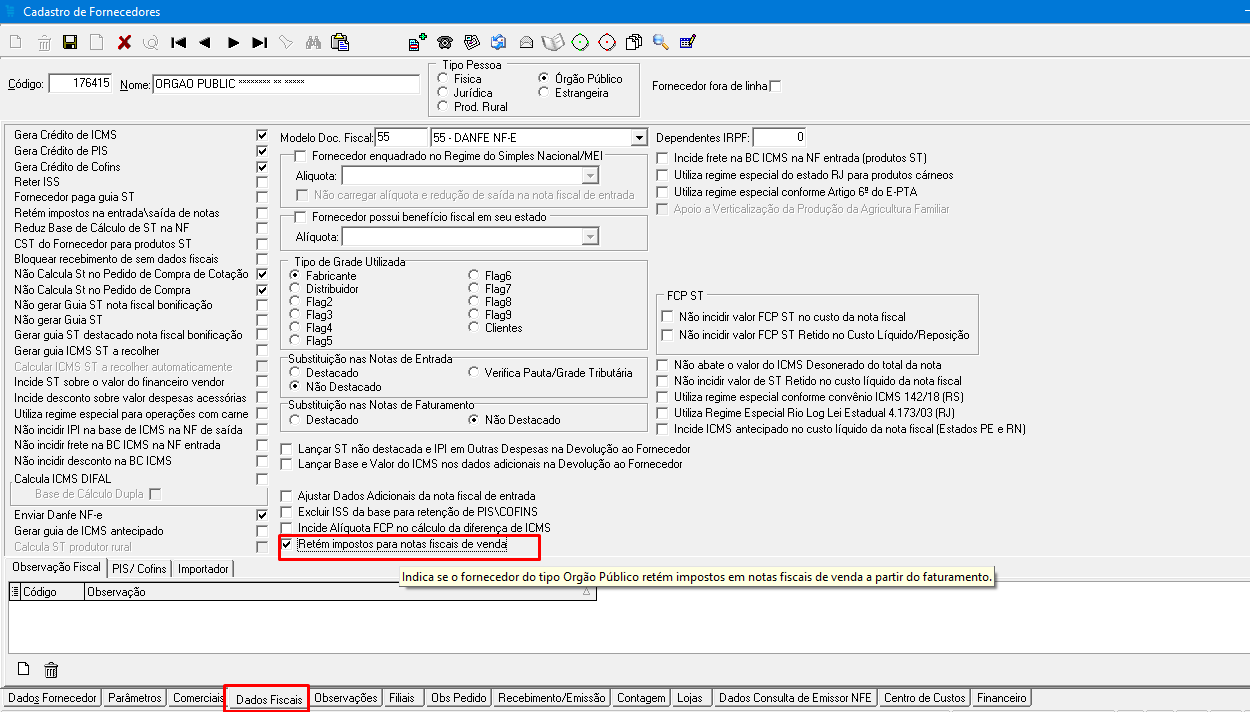 Cadastro de Fornecedores
Código: 176415 Nome: ORGAO PUBLIC ******** ** *****
Tipo Pessoa
Fisica
Jurídica
Prod. Rural
Órgão Público
Estrangeira
Fornecedor fora de linha
Gera Crédito de ICMS
Gera Crédito de PIS
Gera Crédito de Cofins
Reter ISS
Fornecedor paga guia ST
Retém impostos na entrada\saída de notas
Reduz Base de Cálculo de ST na NF
CST do Fornecedor para produtos ST
Bloquear recebimento de sem dados fiscais
Não Calcula St no Pedido de Compra de Cotação
Não Calcula St no Pedido de Compra
Não gerar Guia ST nota fiscal bonificação
Não gerar Guia ST
Gerar guia ST destacado nota fiscal bonificação
Gerar guia ICMS ST a recolher
Calcular ICMS ST a recolher automaticamente
Incide ST sobre o valor do financeiro vendor
Incide desconto sobre valor despesas acessórias
Utiliza regime especial para operações com carne
Não incidir IPI na base de ICMS na NF de saída
Não incidir frete na BC ICMS na NF entrada
Não incidir desconto na BC ICMS
Calcula ICMS DIFAL
Base de Cálculo Dupla
Enviar Danfe NF-e
Gerar guia de ICMS antecipado
Calcula ST produtor rural
Modelo Doc. Fiscal: 55 55 - DANFE NF-E
Fornecedor enquadrado no Regime do Simples Nacional/MEI
Aliquota:
Não carregar alíquota e redução de saída na nota fiscal de entrada
Fornecedor possui benefício fiscal em seu estado
Alíquota:
Tipo de Grade Utilizada
Fabricante
Distribuidor
Flag2
Flag3
Flag4
Flag5
Flag6
Flag7
Flag8
Flag9
Clientes
Substituição nas Notas de Entrada
Destacado
Não Destacado
Verifica Pauta/Grade Tributária
Substituição nas Notas de Faturamento
Destacado Não Destacado
Lançar ST não destacada e IPI em Outras Despesas na Devolução ao Fornecedor
Lançar Base e Valor do ICMS nos dados adicionais na Devolução ao Fornecedor
Ajustar Dados Adicionais da nota fiscal de entrada
Excluir ISS da base para retenção de PIS\COFINS
Incide Alíquota FCP no cálculo da diferença de ICMS
Retém impostos para notas fiscais de venda
Dependentes IRPF: 0
Incide frete na BC ICMS na NF entrada (produtos ST)
Utiliza regime especial do estado RJ para produtos cárneos
Utiliza regime especial conforme Artigo 6º do E-PTA
Apoio a Verticalização da Produção da Agricultura Familiar
FCP ST
Não incidir valor FCP ST no custo da nota fiscal
Não incidir valor FCP ST Retido no Custo Líquido/Reposição
Não abate o valor do ICMS Desonerado do total da nota
Não incidir valor de ST Retido no custo líquido da nota fiscal
Utiliza regime especial conforme convênio ICMS 142/18 (RS)
Utiliza Regime Especial Rio Log Lei Estadual 4.173/03 (RJ)
Incide ICMS antecipado no custo líquido da nota fiscal (Estados PE e RN)
Observação Fiscal PIS/ Cofins Importador
Indica se o fornecedor do tipo Orgão Público retém impostos em notas fiscais de venda a partir do faturamento.
Código Observação
Dados Fornecedor Parâmetros Comerciais Dados Fiscais Observações Filiais Obs Pedido Recebimento/Emissão Contagem Lojas Dados Consulta de Emissor NFE Centro de Custos Financeiro